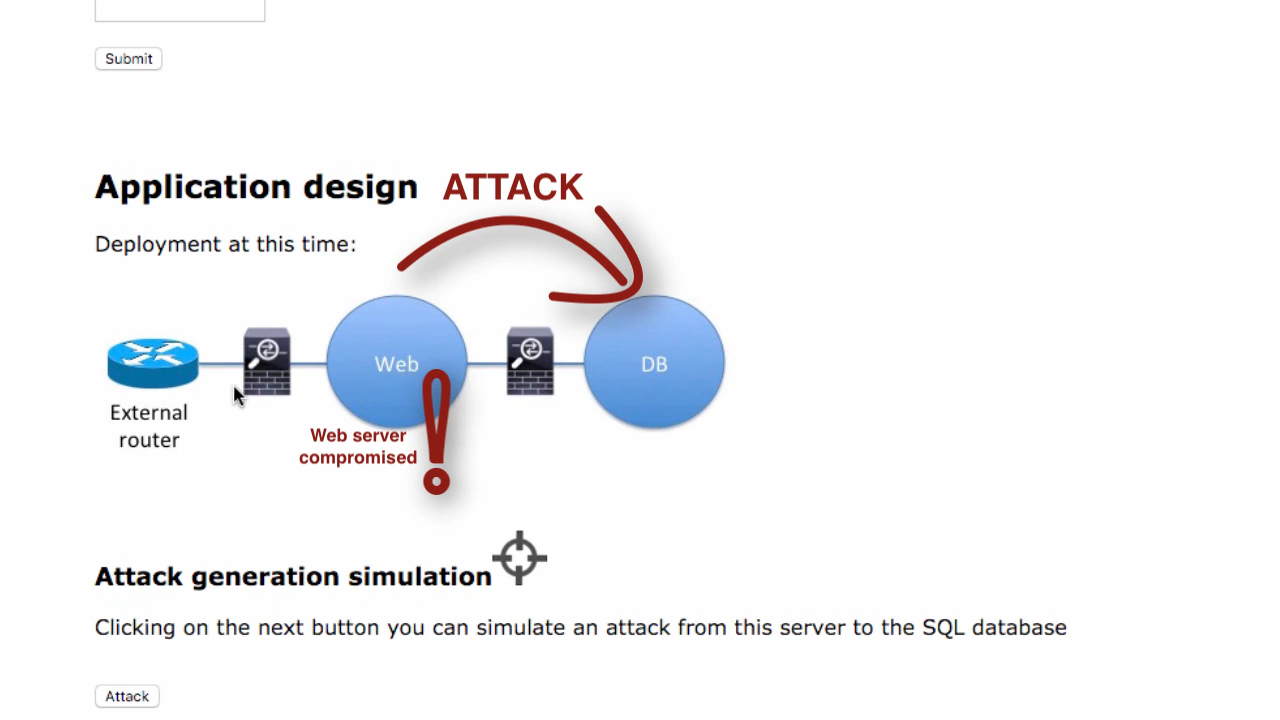 Submit
Application design
ATTACK
Deployment at this time:
Web
DB
External
router
Web server
compromised
Attack generation simulation
Clicking on the next button you can simulate an attack from this server to the SQL database
Attack